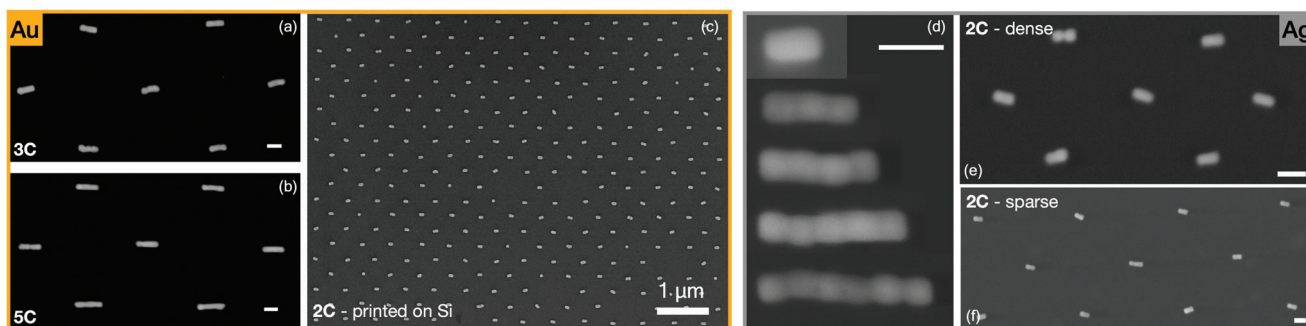 Au
(a)
3C
(b)
5C
(c)
1 µm
2C - printed on Si
(d)
2C - dense
Ag
(e)
2C - sparse
(f)